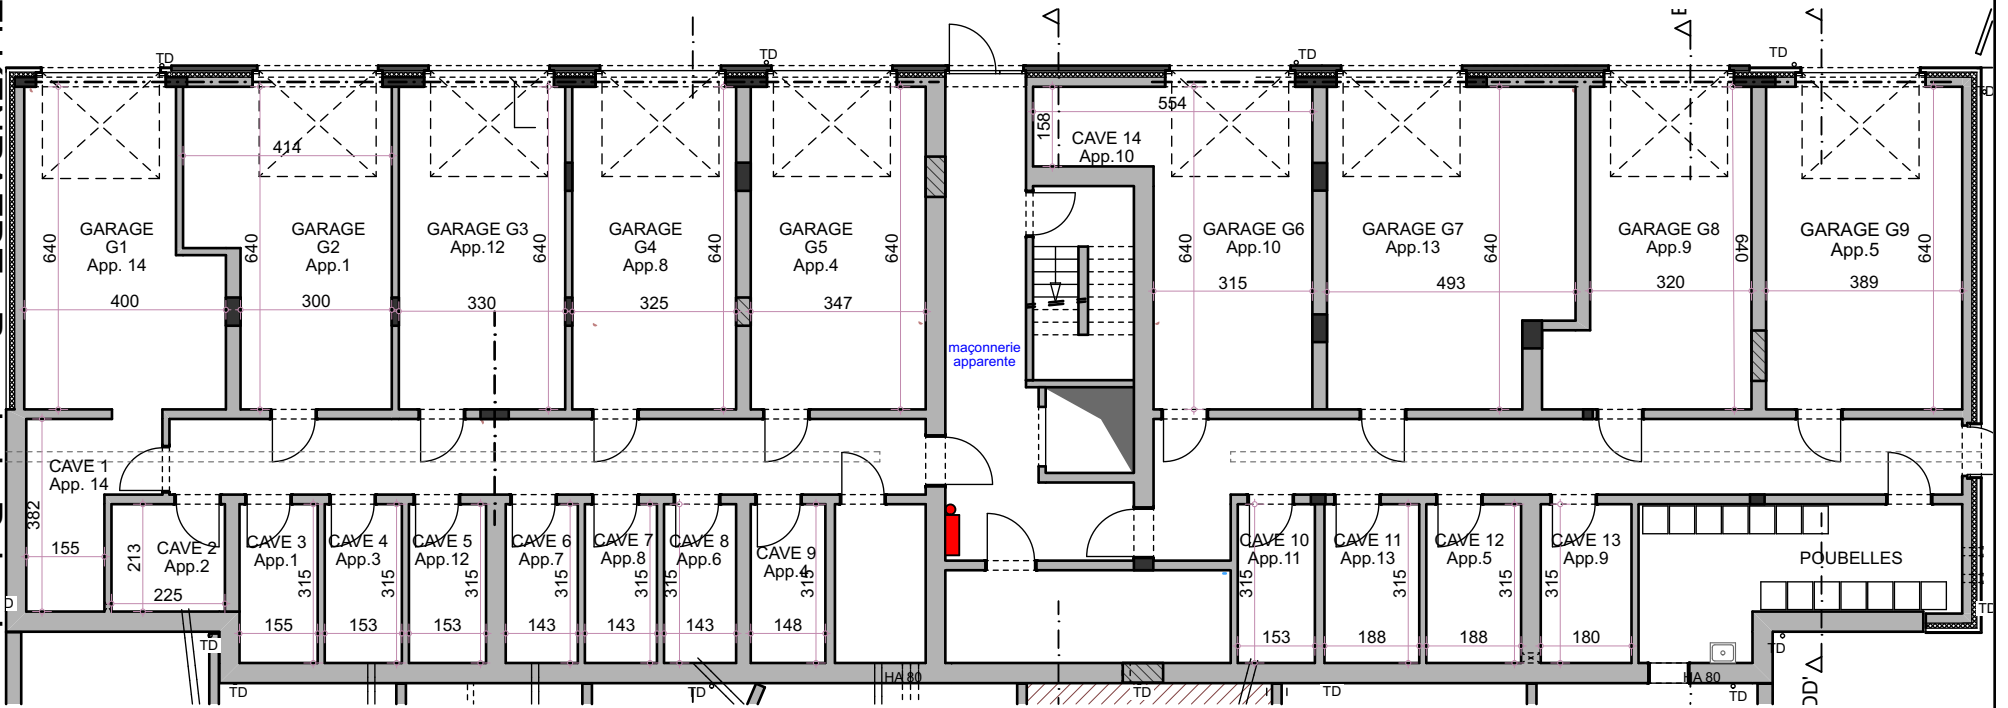 TD
TD
TD
TD
E
554
158
CAVE 14
App.10
414
GARAGE
G1
App. 14
640
400
GARAGE
G2
App.1
640
300
GARAGE G3
App.12
640
330
GARAGE
G4
App.8
640
325
GARAGE
G5
App.4
640
347
maçonnerie
apparente
GARAGE G6
App.10
640
315
GARAGE G7
App.13
640
493
GARAGE G8
App.9
640
320
GARAGE G9
App.5
640
389
D
CAVE 1
App. 14
382
155
CAVE 2
App.2
213
225
CAVE 3
App.1
315
155
CAVE 4
App.3
315
153
CAVE 5
App.12
315
153
CAVE 6
App.7
315
143
CAVE 7
App.8
315
143
CAVE 8
App.6
315
143
CAVE 9
App.4
315
148
CAVE 10
App.11
315
153
CAVE 11
App.13
315
188
CAVE 12
App.5
315
188
CAVE 13
App.9
315
180
POUBELLES
D
TD
TD
TD
TD
TD
HA 80
TD
TD
HA 80
TD
DD'